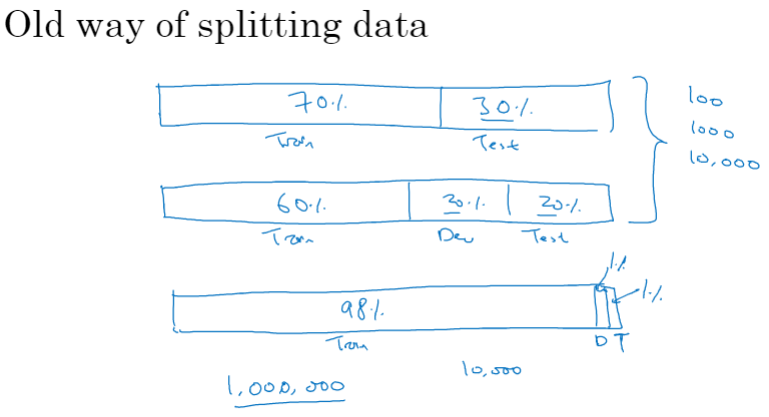 Old way of splitting data
70% 30%
Train Test
100
1000
10,000
60% 20% 20%
Train Dev Test
1% 1%
98%
Train D T
1,000,000 10,000